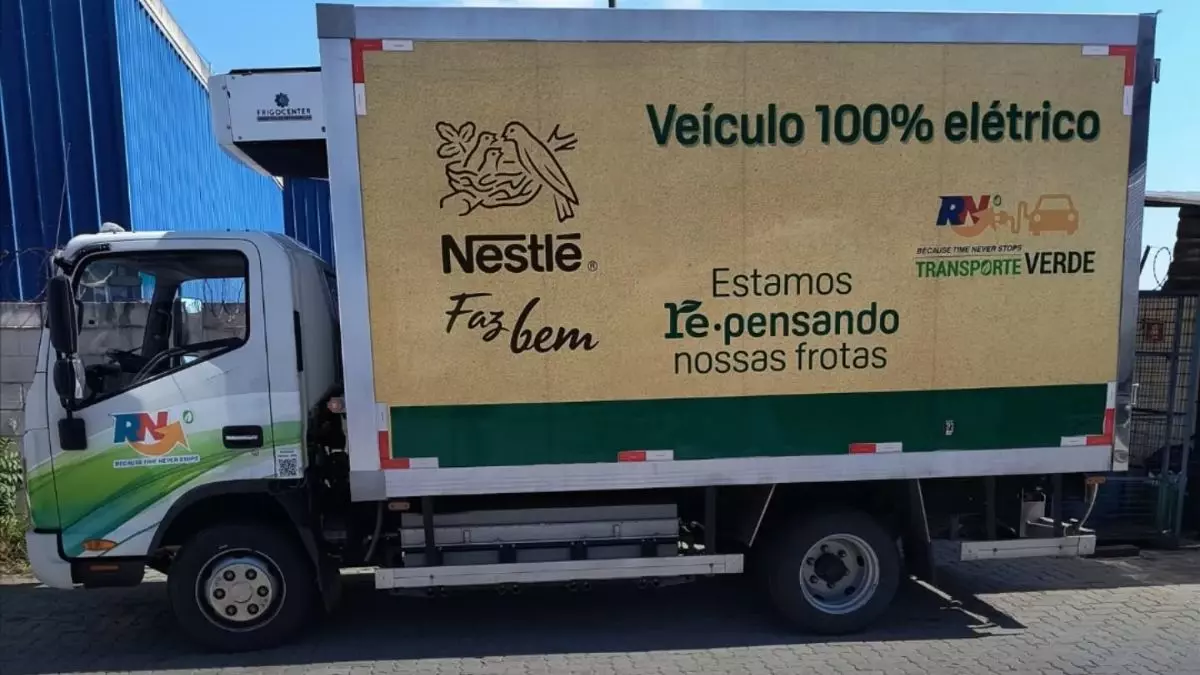 FRIGOCENTER
Veículo 100% elétrico
Nestlé®
Faz bem
RN
BECAUSE TIME NEVER STOPS
TRANSPORTE VERDE
Estamos
re•pensando
nossas frotas
RN
BECAUSE TIME NEVER STOPS